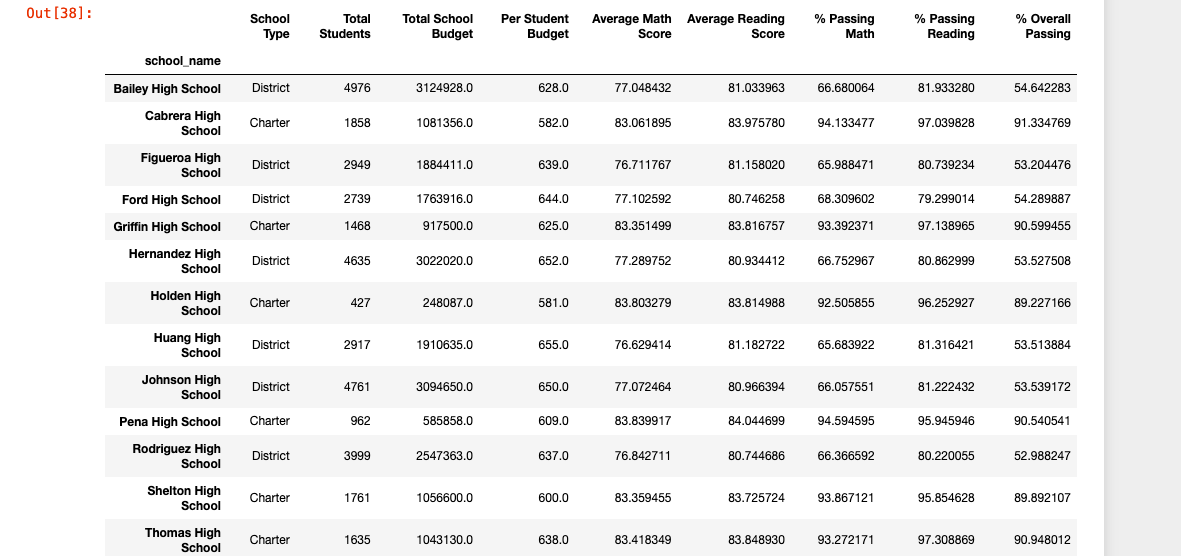 Out[38]:
School Type Total Students Total School Budget Per Student Budget Average Math Score Average Reading Score % Passing Math % Passing Reading % Overall Passing
school_name
Bailey High School District 4976 3124928.0 628.0 77.048432 81.033963 66.680064 81.933280 54.642283
Cabrera High School Charter 1858 1081356.0 582.0 83.061895 83.975780 94.133477 97.039828 91.334769
Figueroa High School District 2949 1884411.0 639.0 76.711767 81.158020 65.988471 80.739234 53.204476
Ford High School District 2739 1763916.0 644.0 77.102592 80.746258 68.309602 79.299014 54.289887
Griffin High School Charter 1468 917500.0 625.0 83.351499 83.816757 93.392371 97.138965 90.599455
Hernandez High School District 4635 3022020.0 652.0 77.289752 80.934412 66.752967 80.862999 53.527508
Holden High School Charter 427 248087.0 581.0 83.803279 83.814988 92.505855 96.252927 89.227166
Huang High School District 2917 1910635.0 655.0 76.629414 81.182722 65.683922 81.316421 53.513884
Johnson High School District 4761 3094650.0 650.0 77.072464 80.966394 66.057551 81.222432 53.539172
Pena High School Charter 962 585858.0 609.0 83.839917 84.044699 94.594595 95.945946 90.540541
Rodriguez High School District 3999 2547363.0 637.0 76.842711 80.744686 66.366592 80.220055 52.988247
Shelton High School Charter 1761 1056600.0 600.0 83.359455 83.725724 93.867121 95.854628 89.892107
Thomas High School Charter 1635 1043130.0 638.0 83.418349 83.848930 93.272171 97.308869 90.948012